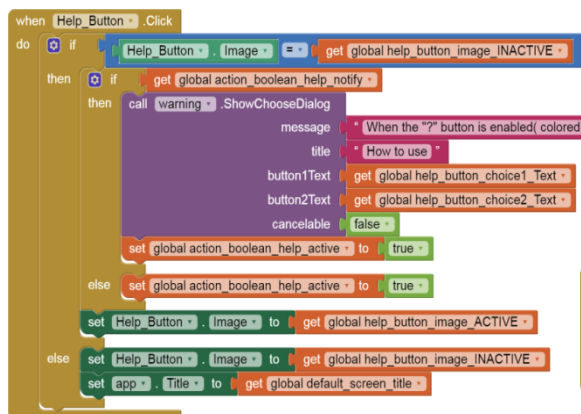 when Help_Button .Click
do if Help_Button . Image = get global help_button_image_INACTIVE
then if get global action_boolean_help_notify
then call warning .ShowChooseDialog
message " When the "?" button is enabled( colored
title " How to use "
button1Text get global help_button_choice1_Text
button2Text get global help_button_choice2_Text
cancelable false
set global action_boolean_help_active to true
else set global action_boolean_help_active to true
set Help_Button . Image to get global help_button_image_ACTIVE
else set Help_Button . Image to get global help_button_image_INACTIVE
set app . Title to get global default_screen_title